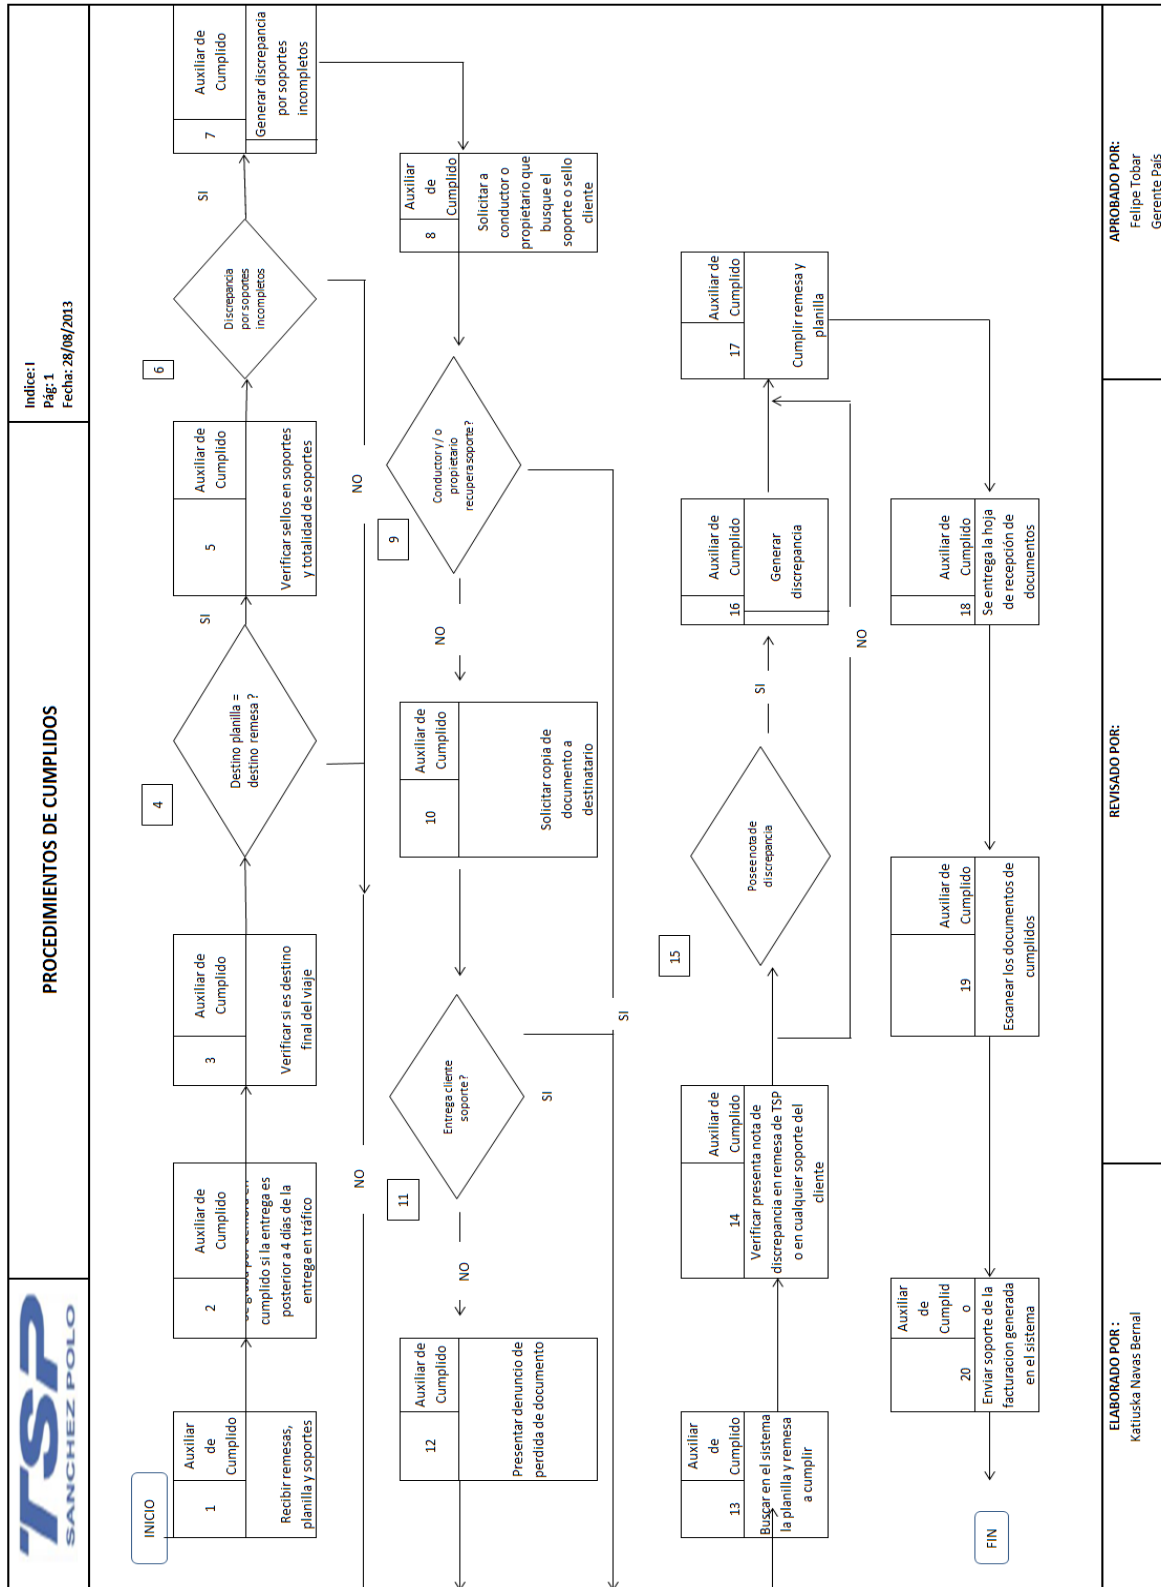 TSP
SANCHEZ POLO
PROCEDIMIENTOS DE CUMPLIDOS
Indice:I
Pág: 1
Fecha: 28/08/2013
INICIO
1
Auxiliar
de
Cumplido
Recibir remesas,
planilla y soportes
2
Auxiliar de
Cumplido
cumplido si la entrega es
posterior a 4 días de la
entrega en tráfico
3
Auxiliar de
Cumplido
Verificar si es destino
final del viaje
4
Destino planilla =
destino remesa ?
SI
NO
5
Auxiliar de
Cumplido
Verificar sellos en soportes
y totalidad de soportes
6
Discrepancia
por soportes
incompletos
SI
NO
7
Auxiliar de
Cumplido
Generar discrepancia
por soportes
incompletos
8
Auxiliar
de
Cumplido
Solicitar a
conductor o
propietario que
busque el
soporte o sello
cliente
9
Conductor y / o
propietario
recupera soporte?
NO
SI
10
Auxiliar de
Cumplido
Solicitar copia de
documento a
destinatario
11
Entrega cliente
soporte?
NO
SI
12
Auxiliar de
Cumplido
Presentar denuncio de
perdida de documento
13
Auxiliar
de
Cumplido
Buscar en el sistema
la planilla y remesa
a cumplir
14
Auxiliar de
Cumplido
Verificar presenta nota de
discrepancia en remesa de TSP
o en cualquier soporte del
cliente
15
Posee nota de
discrepancia
SI
NO
16
Auxiliar de
Cumplido
Generar
discrepancia
17
Auxiliar de
Cumplido
Cumplir remesa y
planilla
18
Auxiliar de
Cumplido
Se entrega la hoja
de recepción de
documentos
19
Auxiliar de
Cumplido
Escanear los documentos de
cumplidos
20
Auxiliar
de
Cumplid
o
Enviar soporte de la
facturacion generada
en el sistema
FIN
ELABORADO POR :
Katiuska Navas Bernal
REVISADO POR:
APROBADO POR:
Felipe Tobar
Gerente País